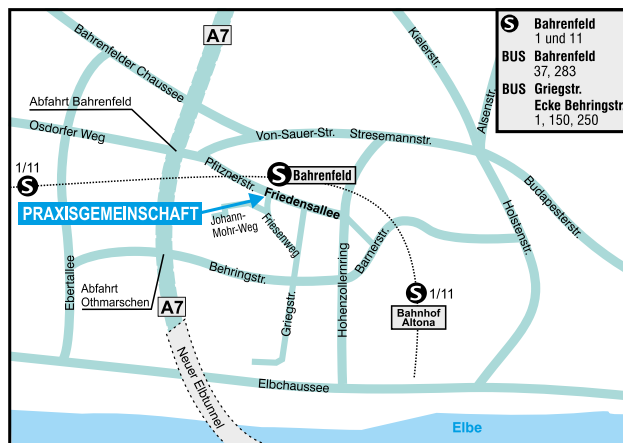 A7
S Bahrenfeld
1 und 11
BUS Bahrenfeld
37, 283
BUS Griegstr.
Ecke Behringstr.
1, 150, 250
Bahrenfelder Chaussee
Kielerstr.
Alsenstr.
Abfahrt Bahrenfeld
Osdorfer Weg
Von-Sauer-Str.
Stresemannstr.
1/11
S
Pfitznerstr.
S Bahrenfeld
Budapesterstr.
PRAXISGEMEINSCHAFT
Friedensallee
Johann-
Mohr-Weg
Friesenweg
Holstenstr.
Barnerstr.
Ebertallee
Behringstr.
Hohenzollernring
Griegstr.
Abfahrt
Othmarschen
S 1/11
Bahnhof
Altona
A7
Neuer Elbtunnel
Elbchaussee
Elbe